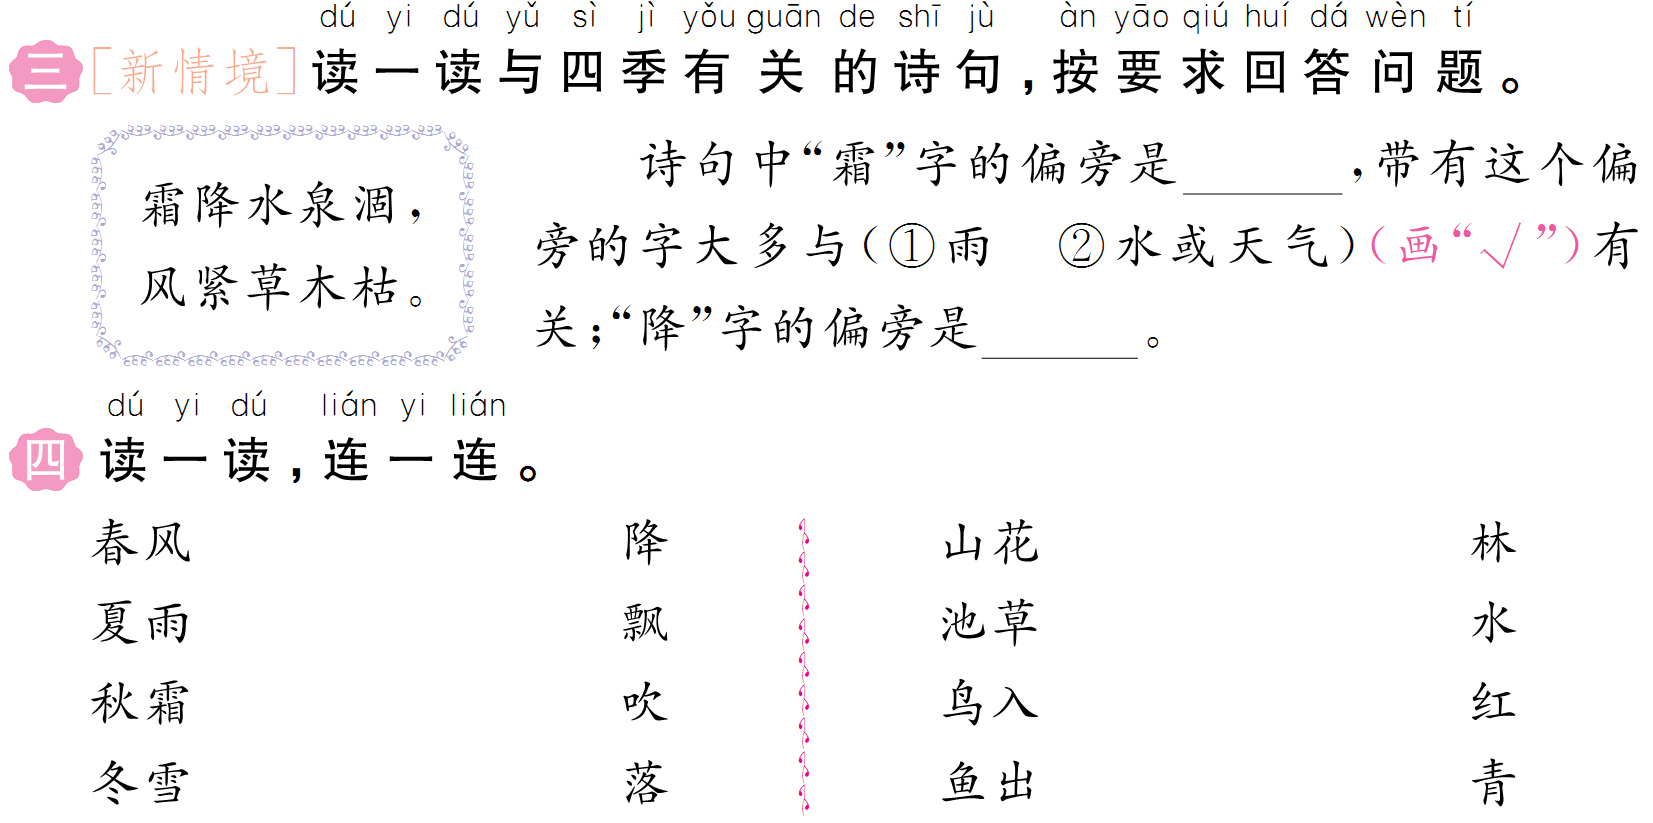 dú yi dú yǔ sì jì yǒu guān de shī jù àn yāo qiú huí dá wèn tí
三 [新情境] 读一读与四季有关的诗句,按要求回答问题。
霜降水泉涸,
风紧草木枯。
诗句中“霜”字的偏旁是______,带有这个偏
旁的字大多与(①雨 ②水或天气)(画“√”)有
关;“降”字的偏旁是______。
dú yi dú lián yi lián
四 读一读,连一连。
春风 降 山花 林
夏雨 飘 池草 水
秋霜 吹 鸟入 红
冬雪 落 鱼出 青